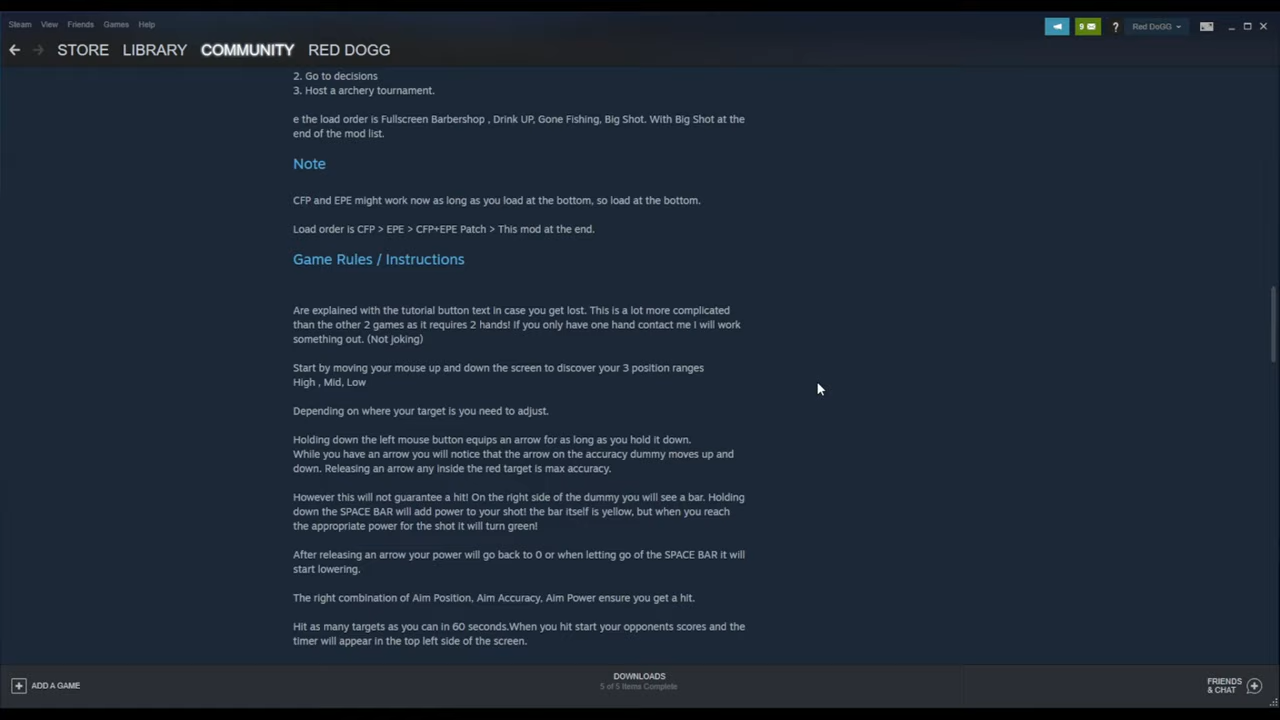 Steam View Friends Games Help
9 ? Red DoGG
STORE LIBRARY COMMUNITY RED DOGG
2. Go to decisions
3. Host a archery tournament.
e the load order is Fullscreen Barbershop , Drink UP, Gone Fishing, Big Shot. With Big Shot at the
end of the mod list.
Note
CFP and EPE might work now as long as you load at the bottom, so load at the bottom.
Load order is CFP > EPE > CFP+EPE Patch > This mod at the end.
Game Rules / Instructions
Are explained with the tutorial button text in case you get lost. This is a lot more complicated
than the other 2 games as it requires 2 hands! if you only have one hand contact me I will work
something out. (Not joking)
Start by moving your mouse up and down the screen to discover your 3 position ranges
High , Mid, Low
Depending on where your target is you need to adjust.
Holding down the left mouse button equips an arrow for as long as you hold it down.
While you have an arrow you will notice that the arrow on the accuracy dummy moves up and
down. Releasing an arrow any inside the red target is max accuracy.
However this will not guarantee a hit! On the right side of the dummy you will see a bar. Holding
down the SPACE BAR will add power to your shot! the bar itself is yellow, but when you reach
the appropriate power for the shot it will turn green!
After releasing an arrow your power will go back to 0 or when letting go of the SPACE BAR it will
start lowering.
The right combination of Aim Position, Aim Accuracy, Aim Power ensure you get a hit.
Hit as many targets as you can in 60 seconds.When you hit start your opponents scores and the
timer will appear in the top left side of the screen.
ADD A GAME
DOWNLOADS
5 of 5 Items Complete
FRIENDS
& CHAT